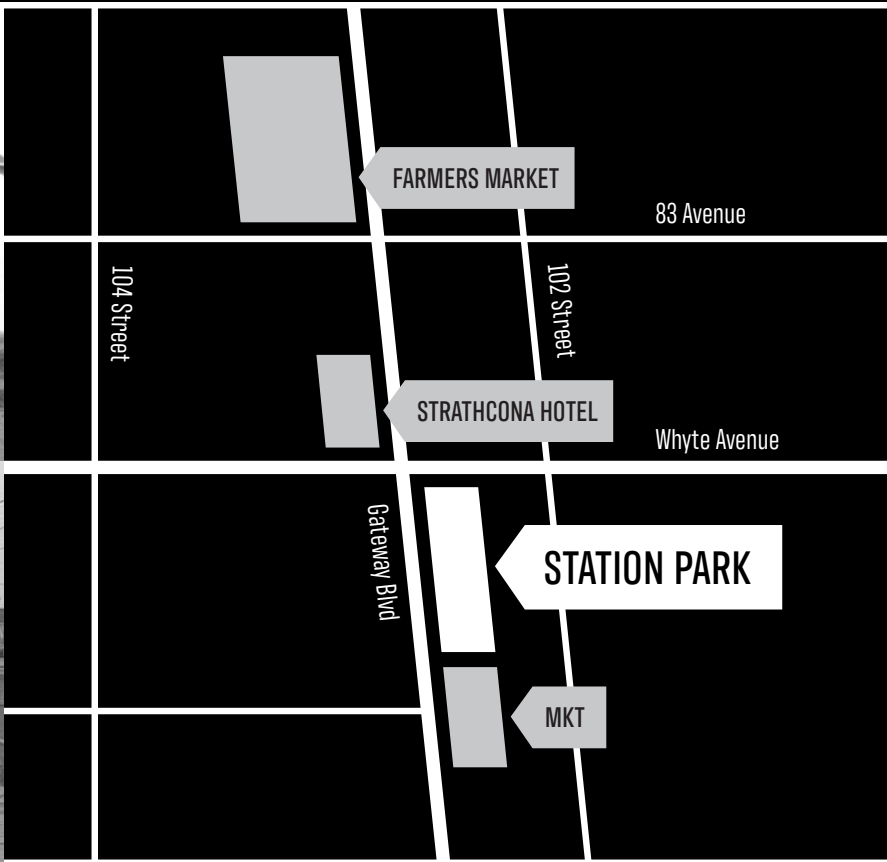 FARMERS MARKET
83 Avenue
104 Street
102 Street
STRATHCONA HOTEL
Whyte Avenue
Gateway Blvd
STATION PARK
MKT